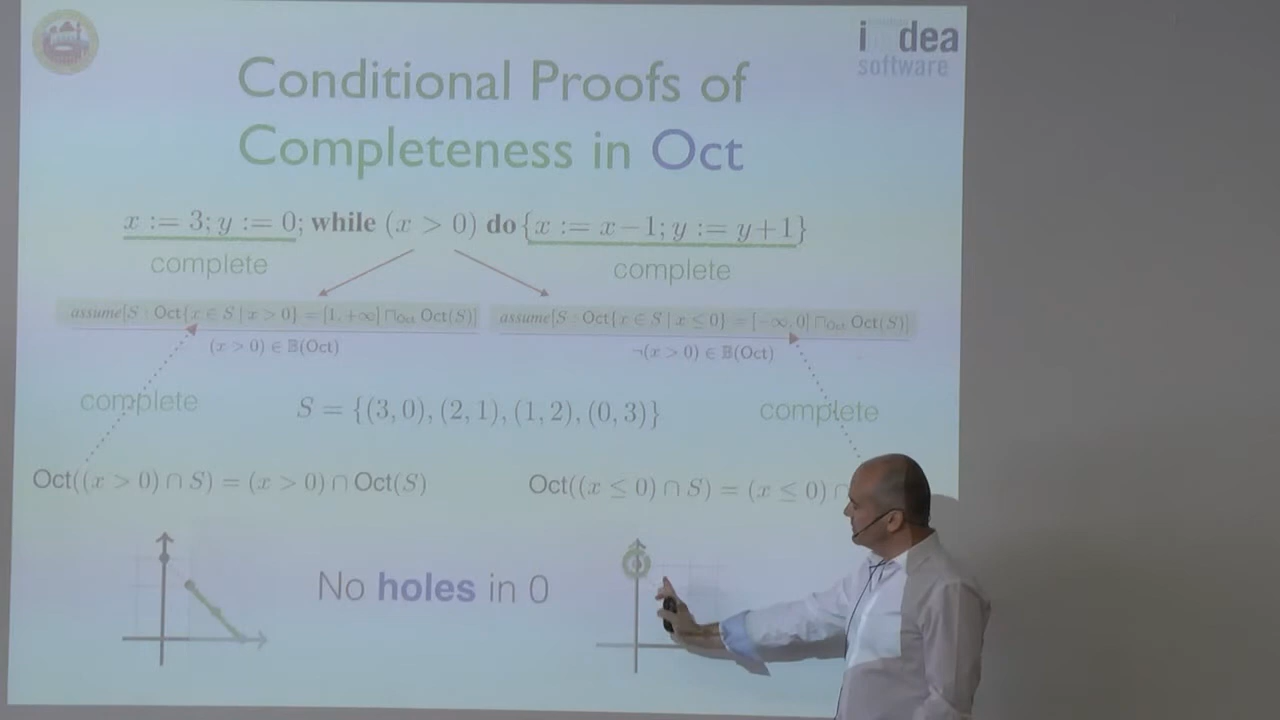 imdea
software
Conditional Proofs of
Completeness in Oct
x := 3; y := 0; while (x > 0) do {x := x−1; y := y+1}
complete
complete
assume[S : Oct{x ∈ S | x > 0} = [1, +∞] ⊓Oct Oct(S)]
assume[S : Oct{x ∈ S | x ≤ 0} = [−∞, 0] ⊓Oct Oct(S)]
(x > 0) ∈ 𝔹(Oct)
¬(x > 0) ∈ 𝔹(Oct)
complete
S = {(3, 0), (2, 1), (1, 2), (0, 3)}
complete
Oct((x > 0) ∩ S) = (x > 0) ∩ Oct(S)
Oct((x ≤ 0) ∩ S) = (x ≤ 0) ∩
No holes in 0